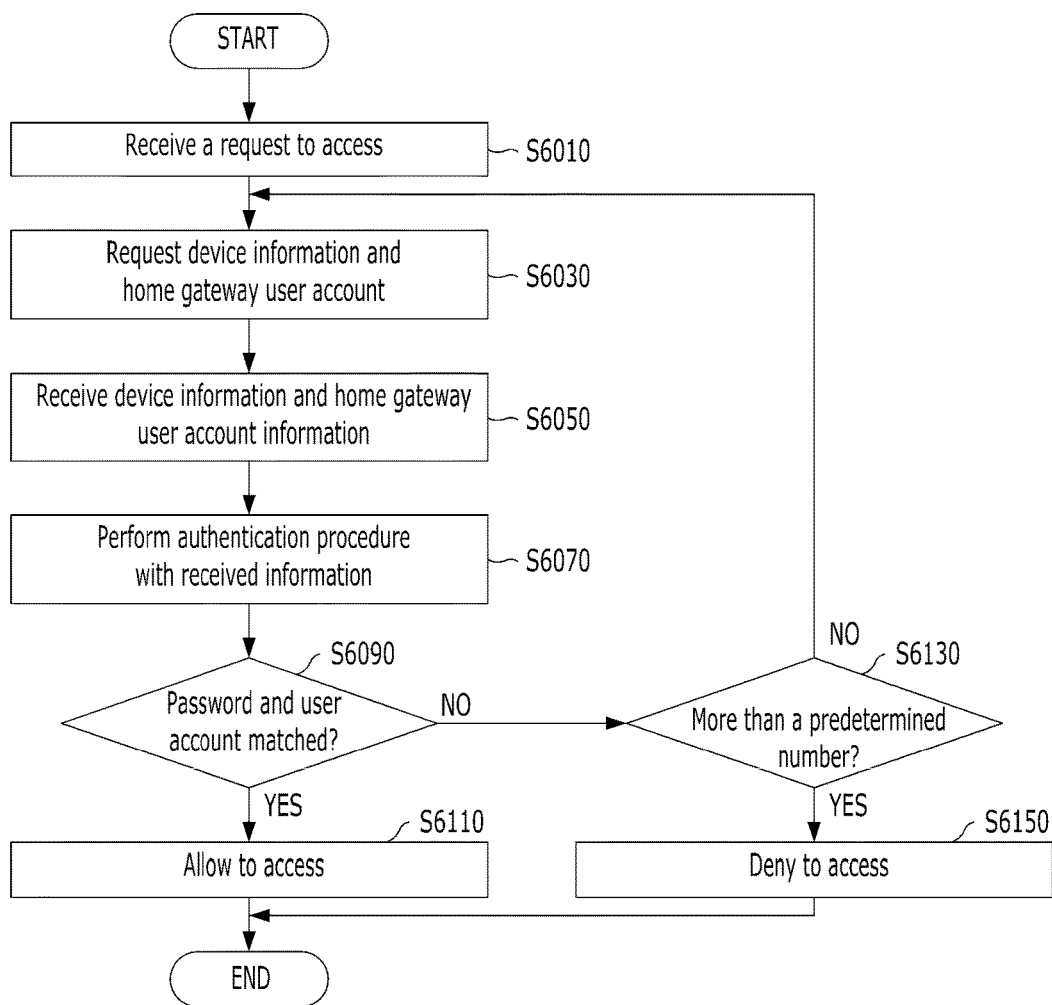 START
Receive a request to access
S6010
Request device information and
home gateway user account
S6030
Receive device information and home gateway
user account information
S6050
Perform authentication procedure
with received information
S6070
S6090
Password and user
account matched?
NO
YES
NO
S6130
More than a predetermined
number?
YES
S6110
Allow to access
S6150
Deny to access
END